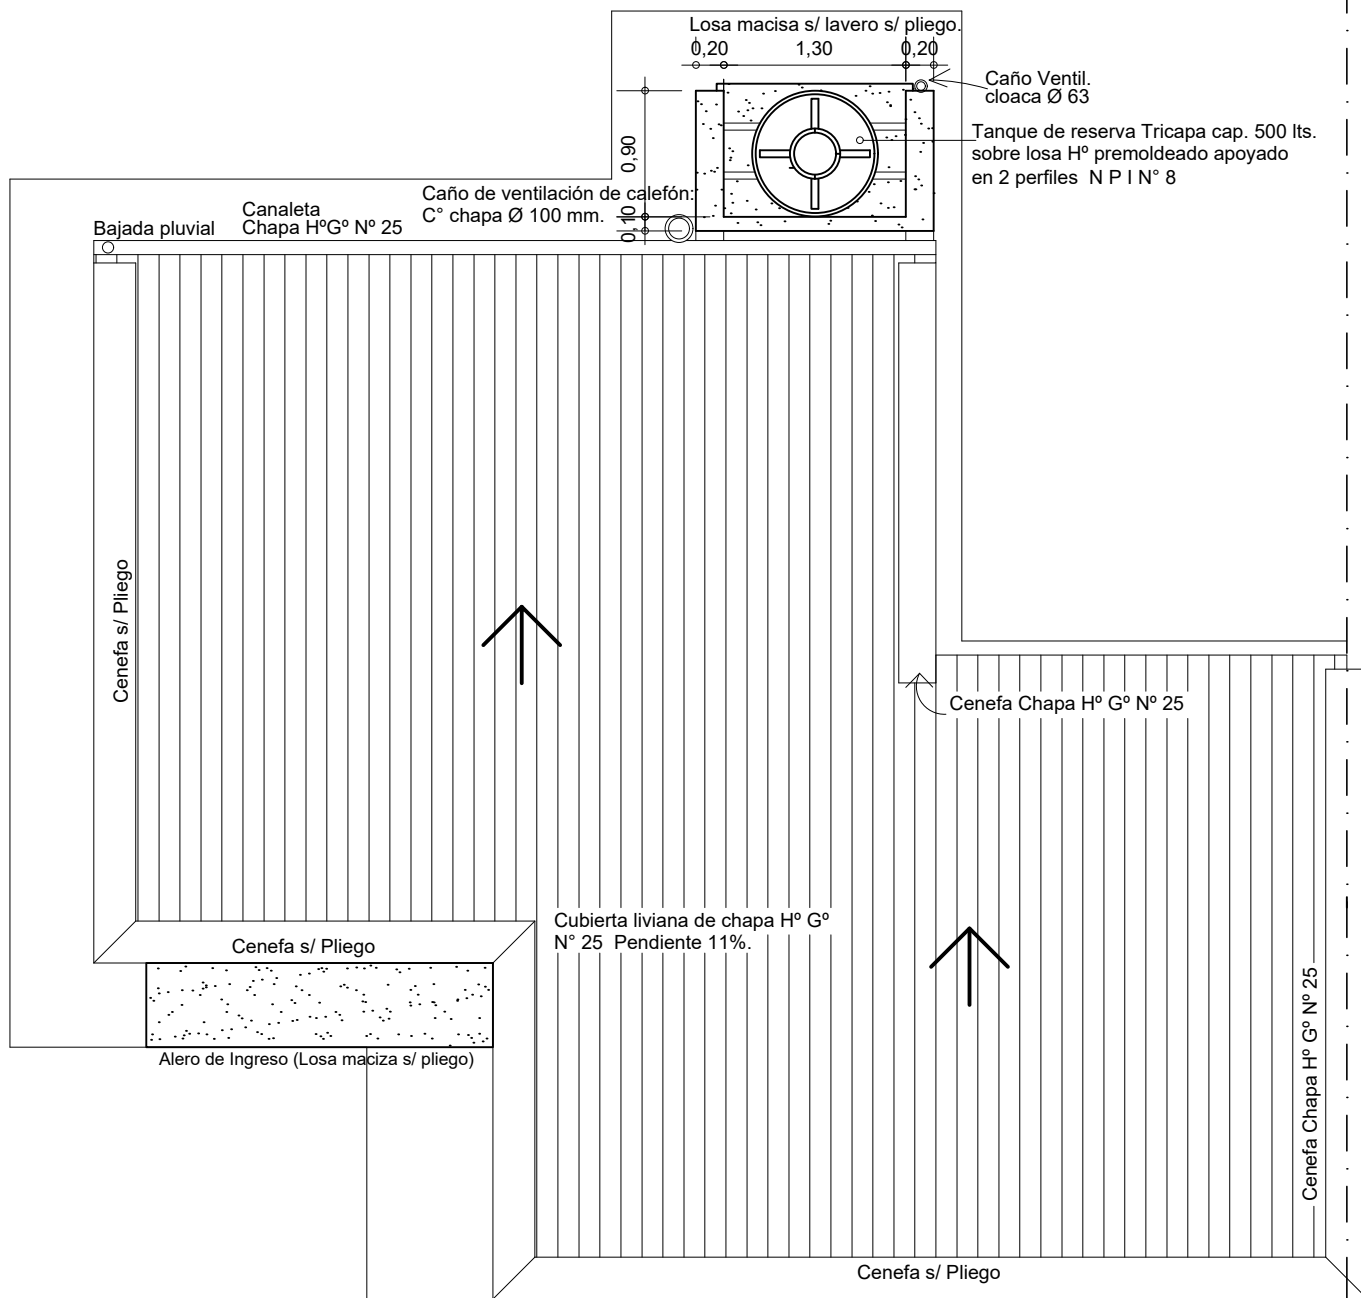 Losa macisa s/ lavero s/ pliego.
0,20
1,30
0,20
Caño Ventil.
cloaca Ø 63
Tanque de reserva Tricapa cap. 500 lts.
sobre losa Hº premoldeado apoyado
en 2 perfiles N P I N° 8
0,90
0,10
Caño de ventilación de calefón:
C° chapa Ø 100 mm.
Canaleta
Chapa HºGº Nº 25
Bajada pluvial
Cenefa s/ Pliego
Cenefa Chapa Hº Gº Nº 25
Cubierta liviana de chapa Hº Gº
N° 25 Pendiente 11%.
Cenefa s/ Pliego
Alero de Ingreso (Losa maciza s/ pliego)
Cenefa Chapa Hº Gº Nº 25
Cenefa s/ Pliego